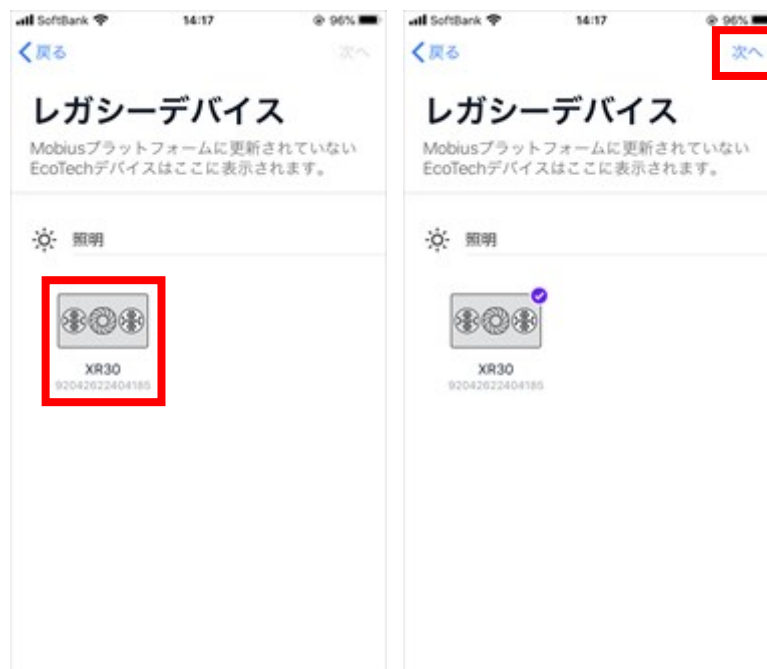 SoftBank 14:17 96%
戻る 次へ
レガシーデバイス
Mobiusプラットフォームに更新されていない
EcoTechデバイスはここに表示されます。
照明
XR30
92042622404185
SoftBank 14:17 96%
戻る 次へ
レガシーデバイス
Mobiusプラットフォームに更新されていない
EcoTechデバイスはここに表示されます。
照明
XR30
92042622404185